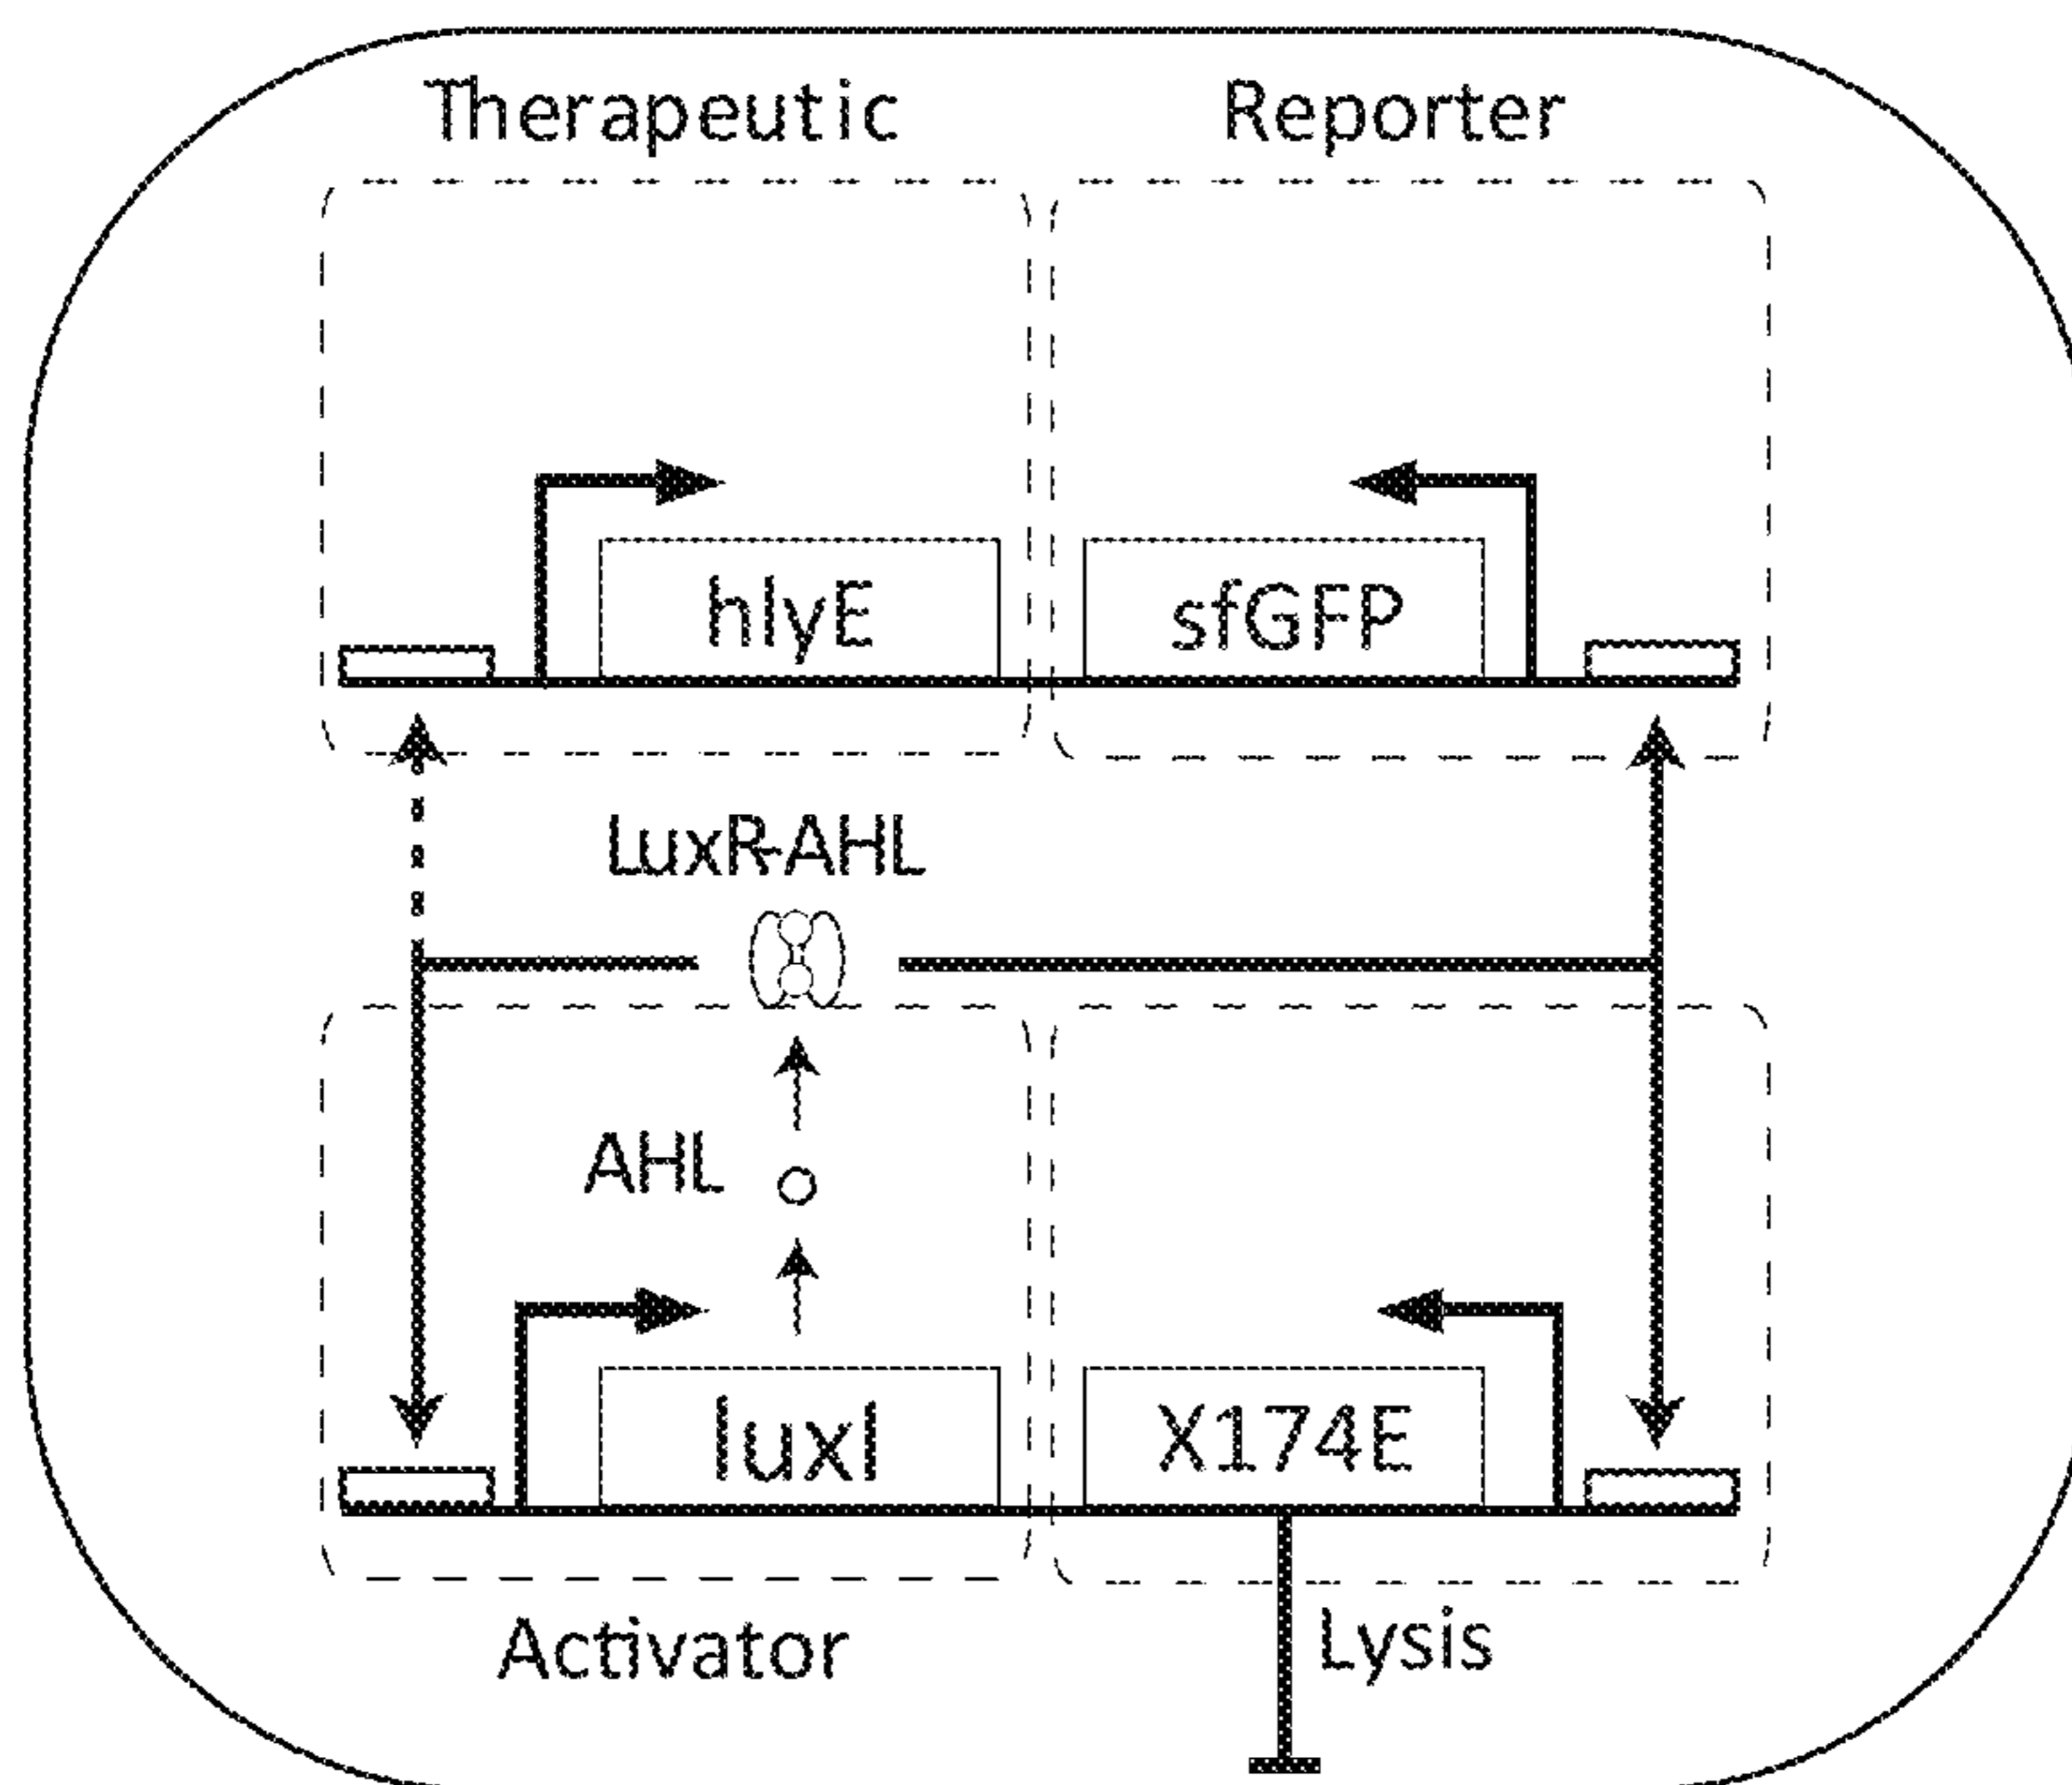 Therapeutic
Reporter
hlyE
sfGFP
LuxR-AHL
AHL
luxI
X174E
Activator
Lysis